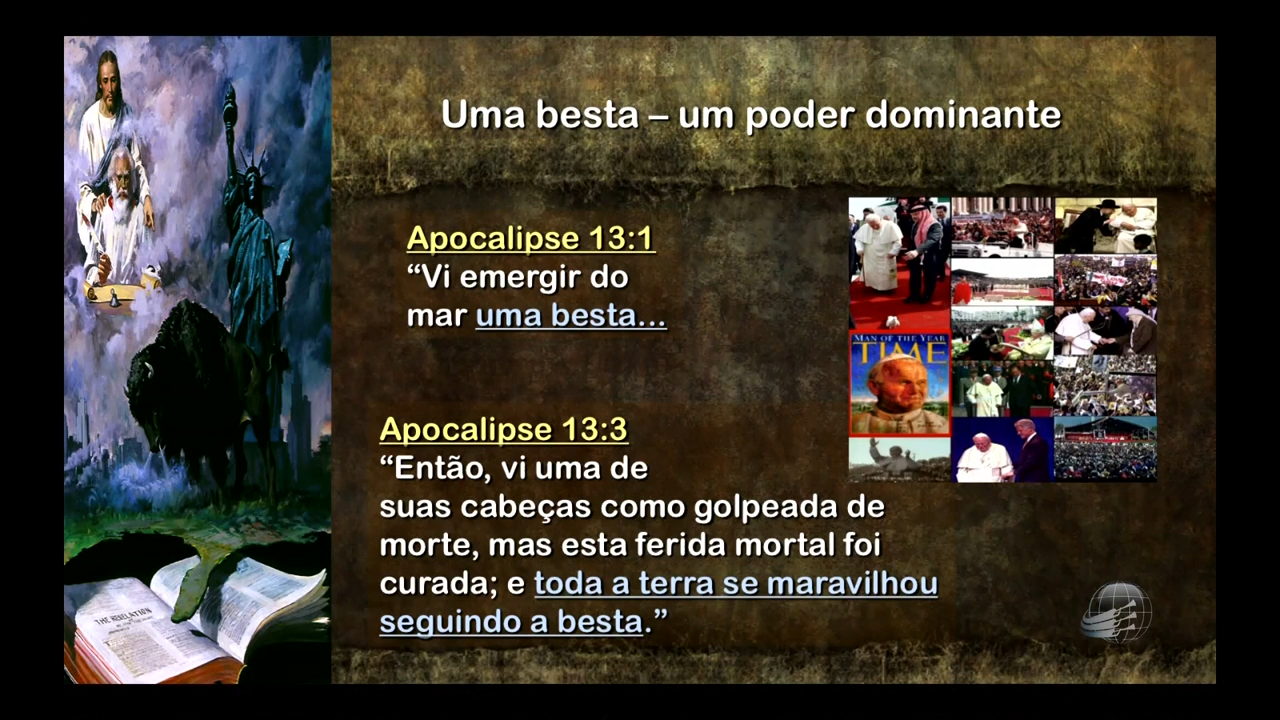 Uma besta – um poder dominante
Apocalipse 13:1
“Vi emergir do
mar uma besta...
MAN OF THE YEAR
TIME
Apocalipse 13:3
“Então, vi uma de
suas cabeças como golpeada de
morte, mas esta ferida mortal foi
curada; e toda a terra se maravilhou
seguindo a besta.”
THE REVELATION